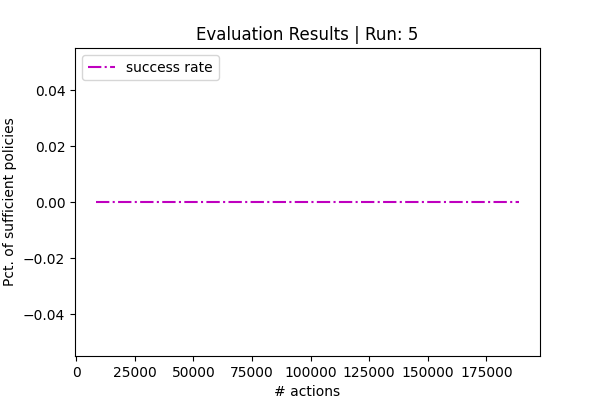 Evaluation Results | Run: 5
success rate
Pct. of sufficient policies
0.04
0.02
0.00
−0.02
−0.04
0 25000 50000 75000 100000 125000 150000 175000
# actions